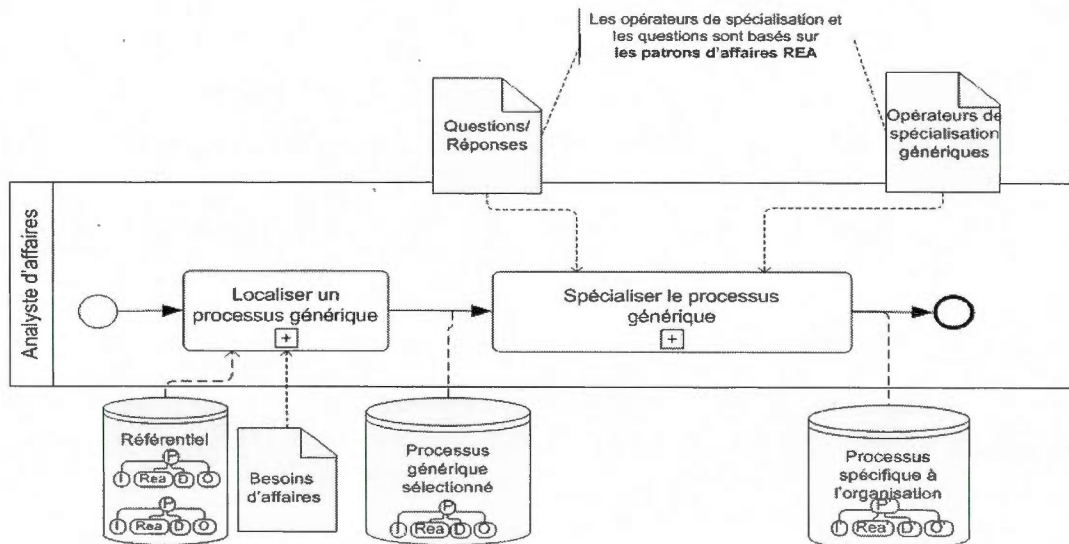 Les opérateurs de spécialisation et
les questions sont basés sur
les patrons d'affaires REA
Questions/
Réponses
Opérateurs de
spécialisation
génériques
Analyste d'affaires
Localiser un
processus générique
+
Spécialiser le processus
générique
+
Référentiel
P
I Rea D O
P
I Rea D O
Besoins
d'affaires
Processus
générique
sélectionné
P
I Rea D O
Processus
spécifique à
l'organisation
P'
I' Rea' D' O'